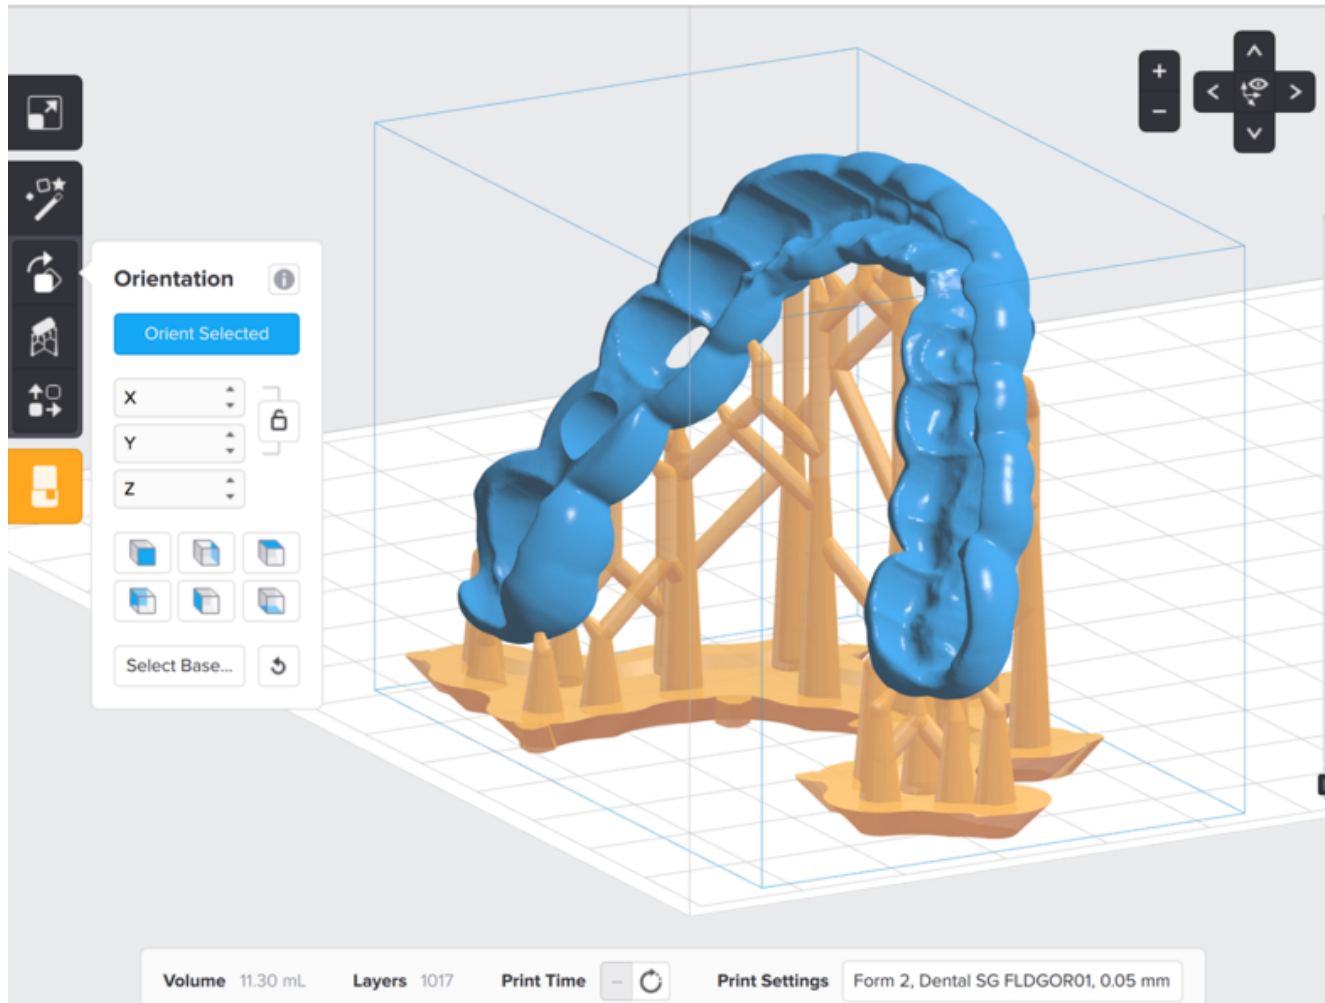 Orientation
Orient Selected
X
Y
Z
Select Base...
Volume 11.30 mL Layers 1017 Print Time -- Print Settings Form 2, Dental SG FLDGOR01, 0.05 mm